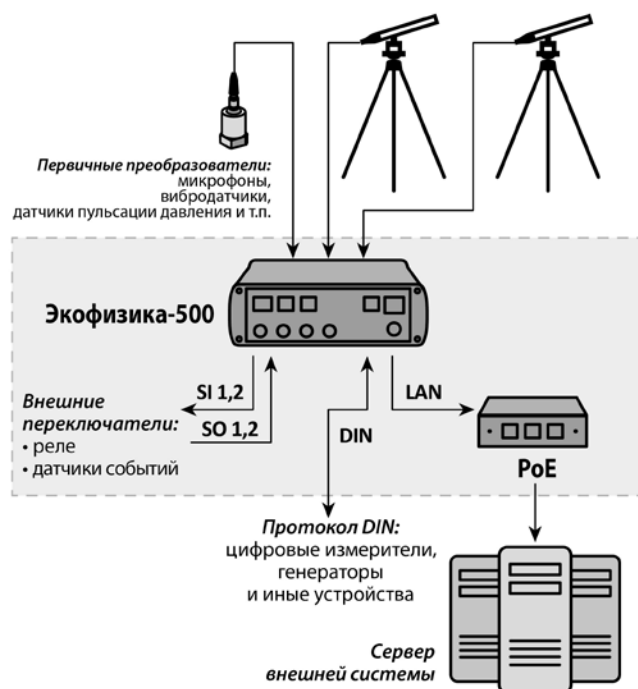 Первичные преобразователи:
микрофоны,
вибродатчики,
датчики пульсации давления и т.п.
Экофизика-500
SI 1,2
LAN
Внешние
переключатели:
• реле
• датчики событий
SO 1,2
DIN
PoE
Протокол DIN:
цифровые измерители,
генераторы
и иные устройства
Сервер
внешней системы